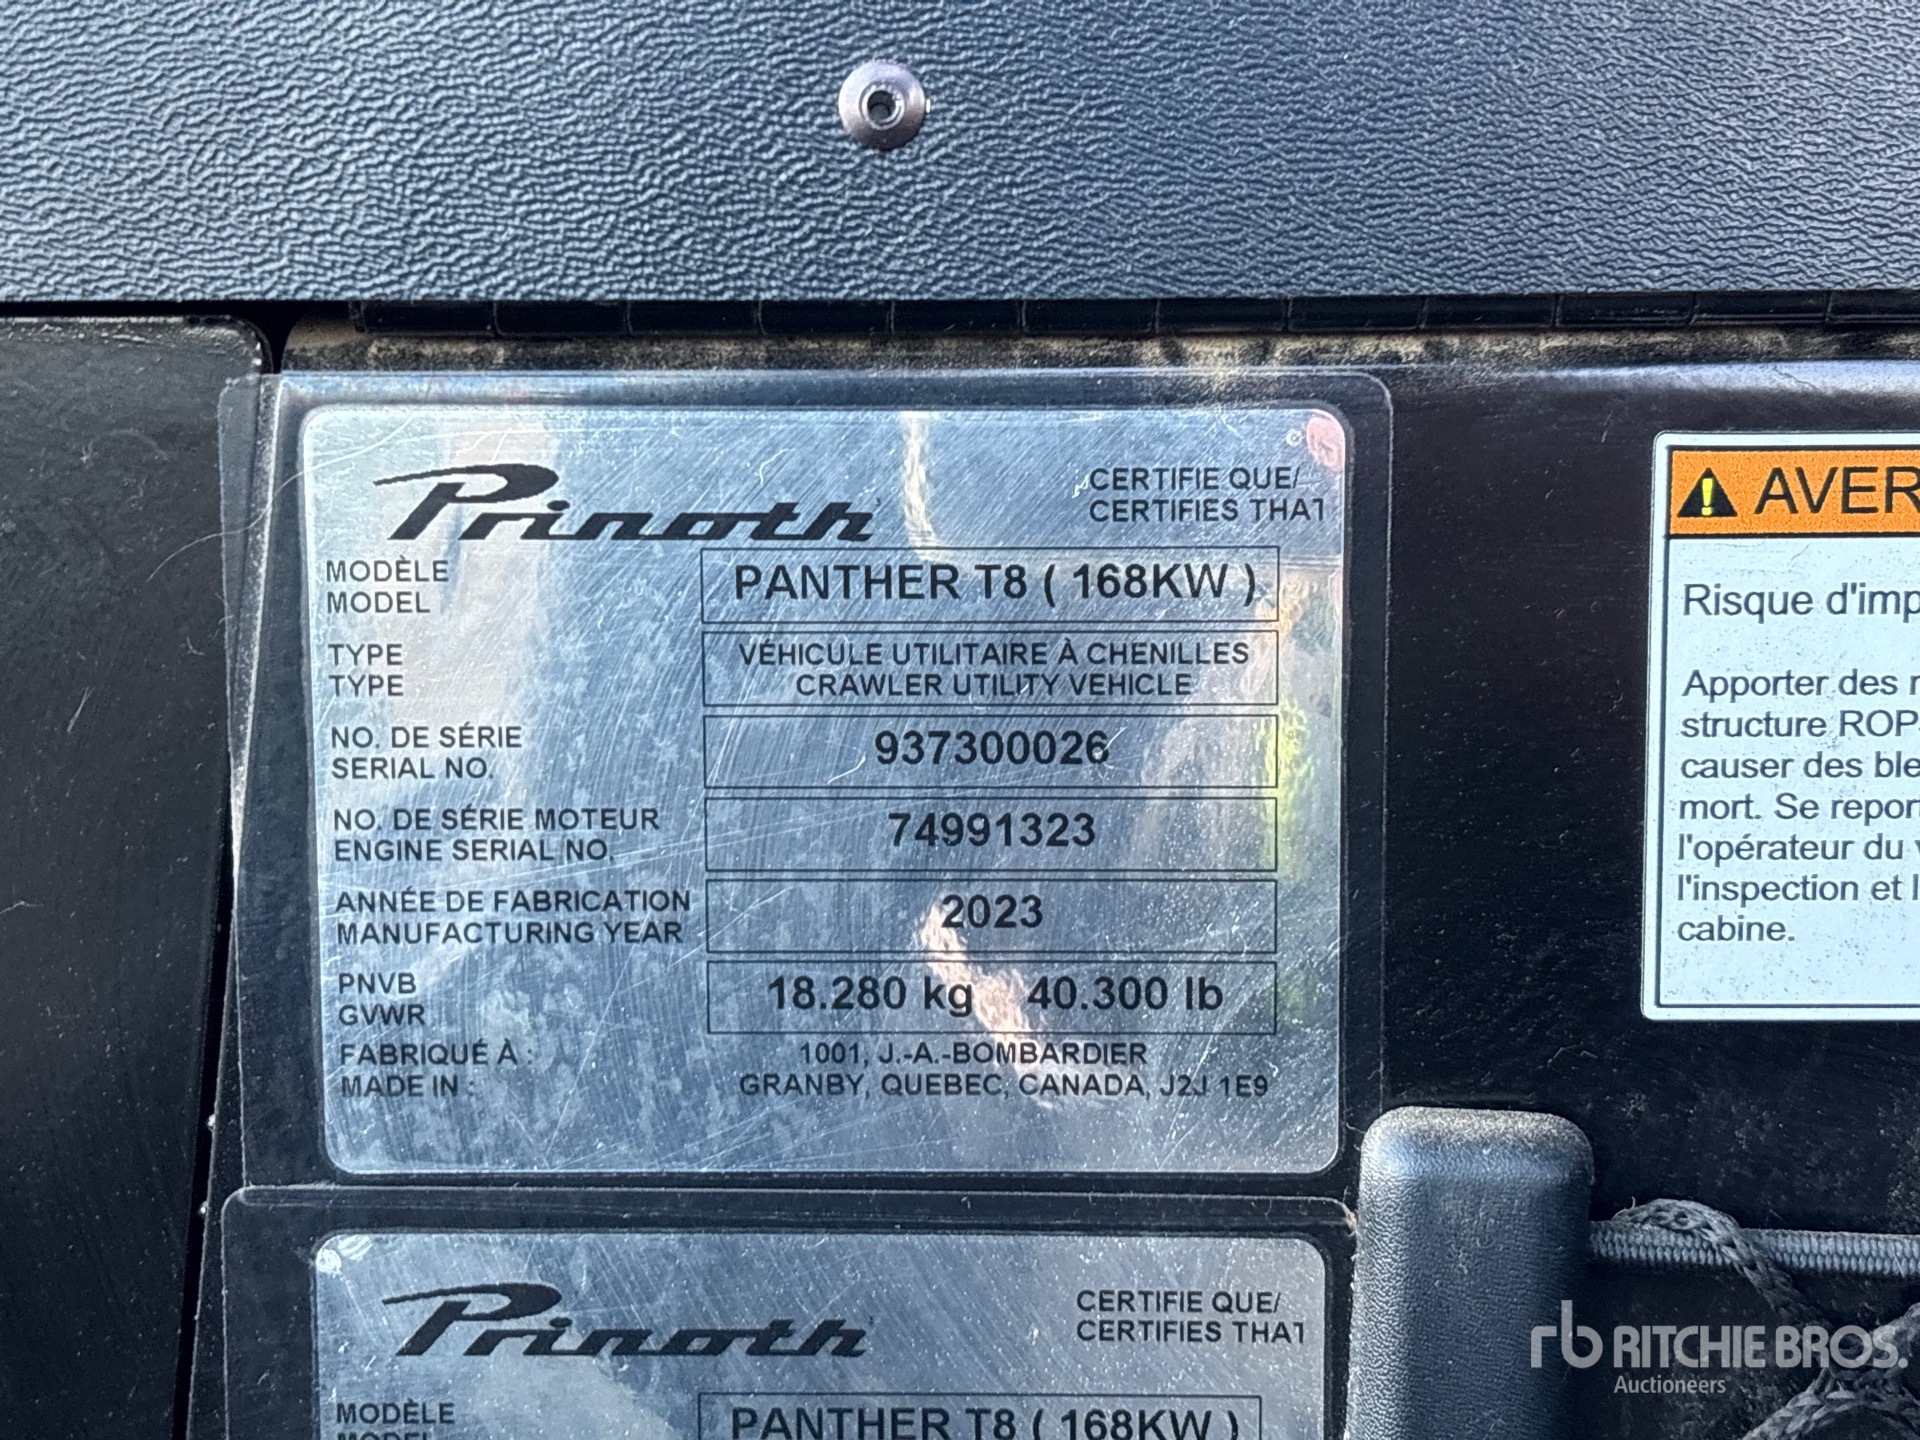 Prinoth
CERTIFIE QUE/
CERTIFIES THAT
MODÈLE
MODEL
PANTHER T8 ( 168KW )
TYPE
TYPE
VÉHICULE UTILITAIRE À CHENILLES
CRAWLER UTILITY VEHICLE
NO. DE SÉRIE
SERIAL NO.
937300026
NO. DE SÉRIE MOTEUR
ENGINE SERIAL NO.
74991323
ANNÉE DE FABRICATION
MANUFACTURING YEAR
2023
PNVB
GVWR
18.280 kg 40.300 lb
FABRIQUÉ À :
MADE IN :
1001, J.-A.-BOMBARDIER
GRANBY, QUEBEC, CANADA, J2J 1E9
Prinoth
CERTIFIE QUE/
CERTIFIES THAT
MODÈLE
MODEL
PANTHER T8 ( 168KW )
AVER
Risque d'imp
Apporter des
structure ROP
causer des ble
mort. Se repor
l'opérateur du
l'inspection et
cabine.
rb RITCHIE BROS.
Auctioneers